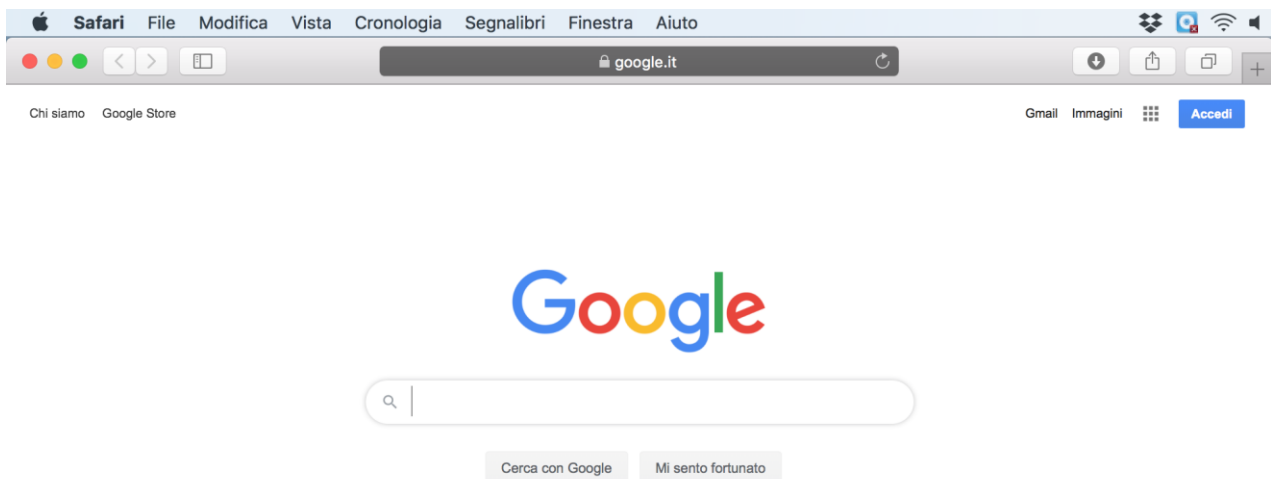 Safari File Modifica Vista Cronologia Segnalibri Finestra Aiuto
google.it
Chi siamo Google Store Gmail Immagini Accedi
Google
Cerca con Google Mi sento fortunato